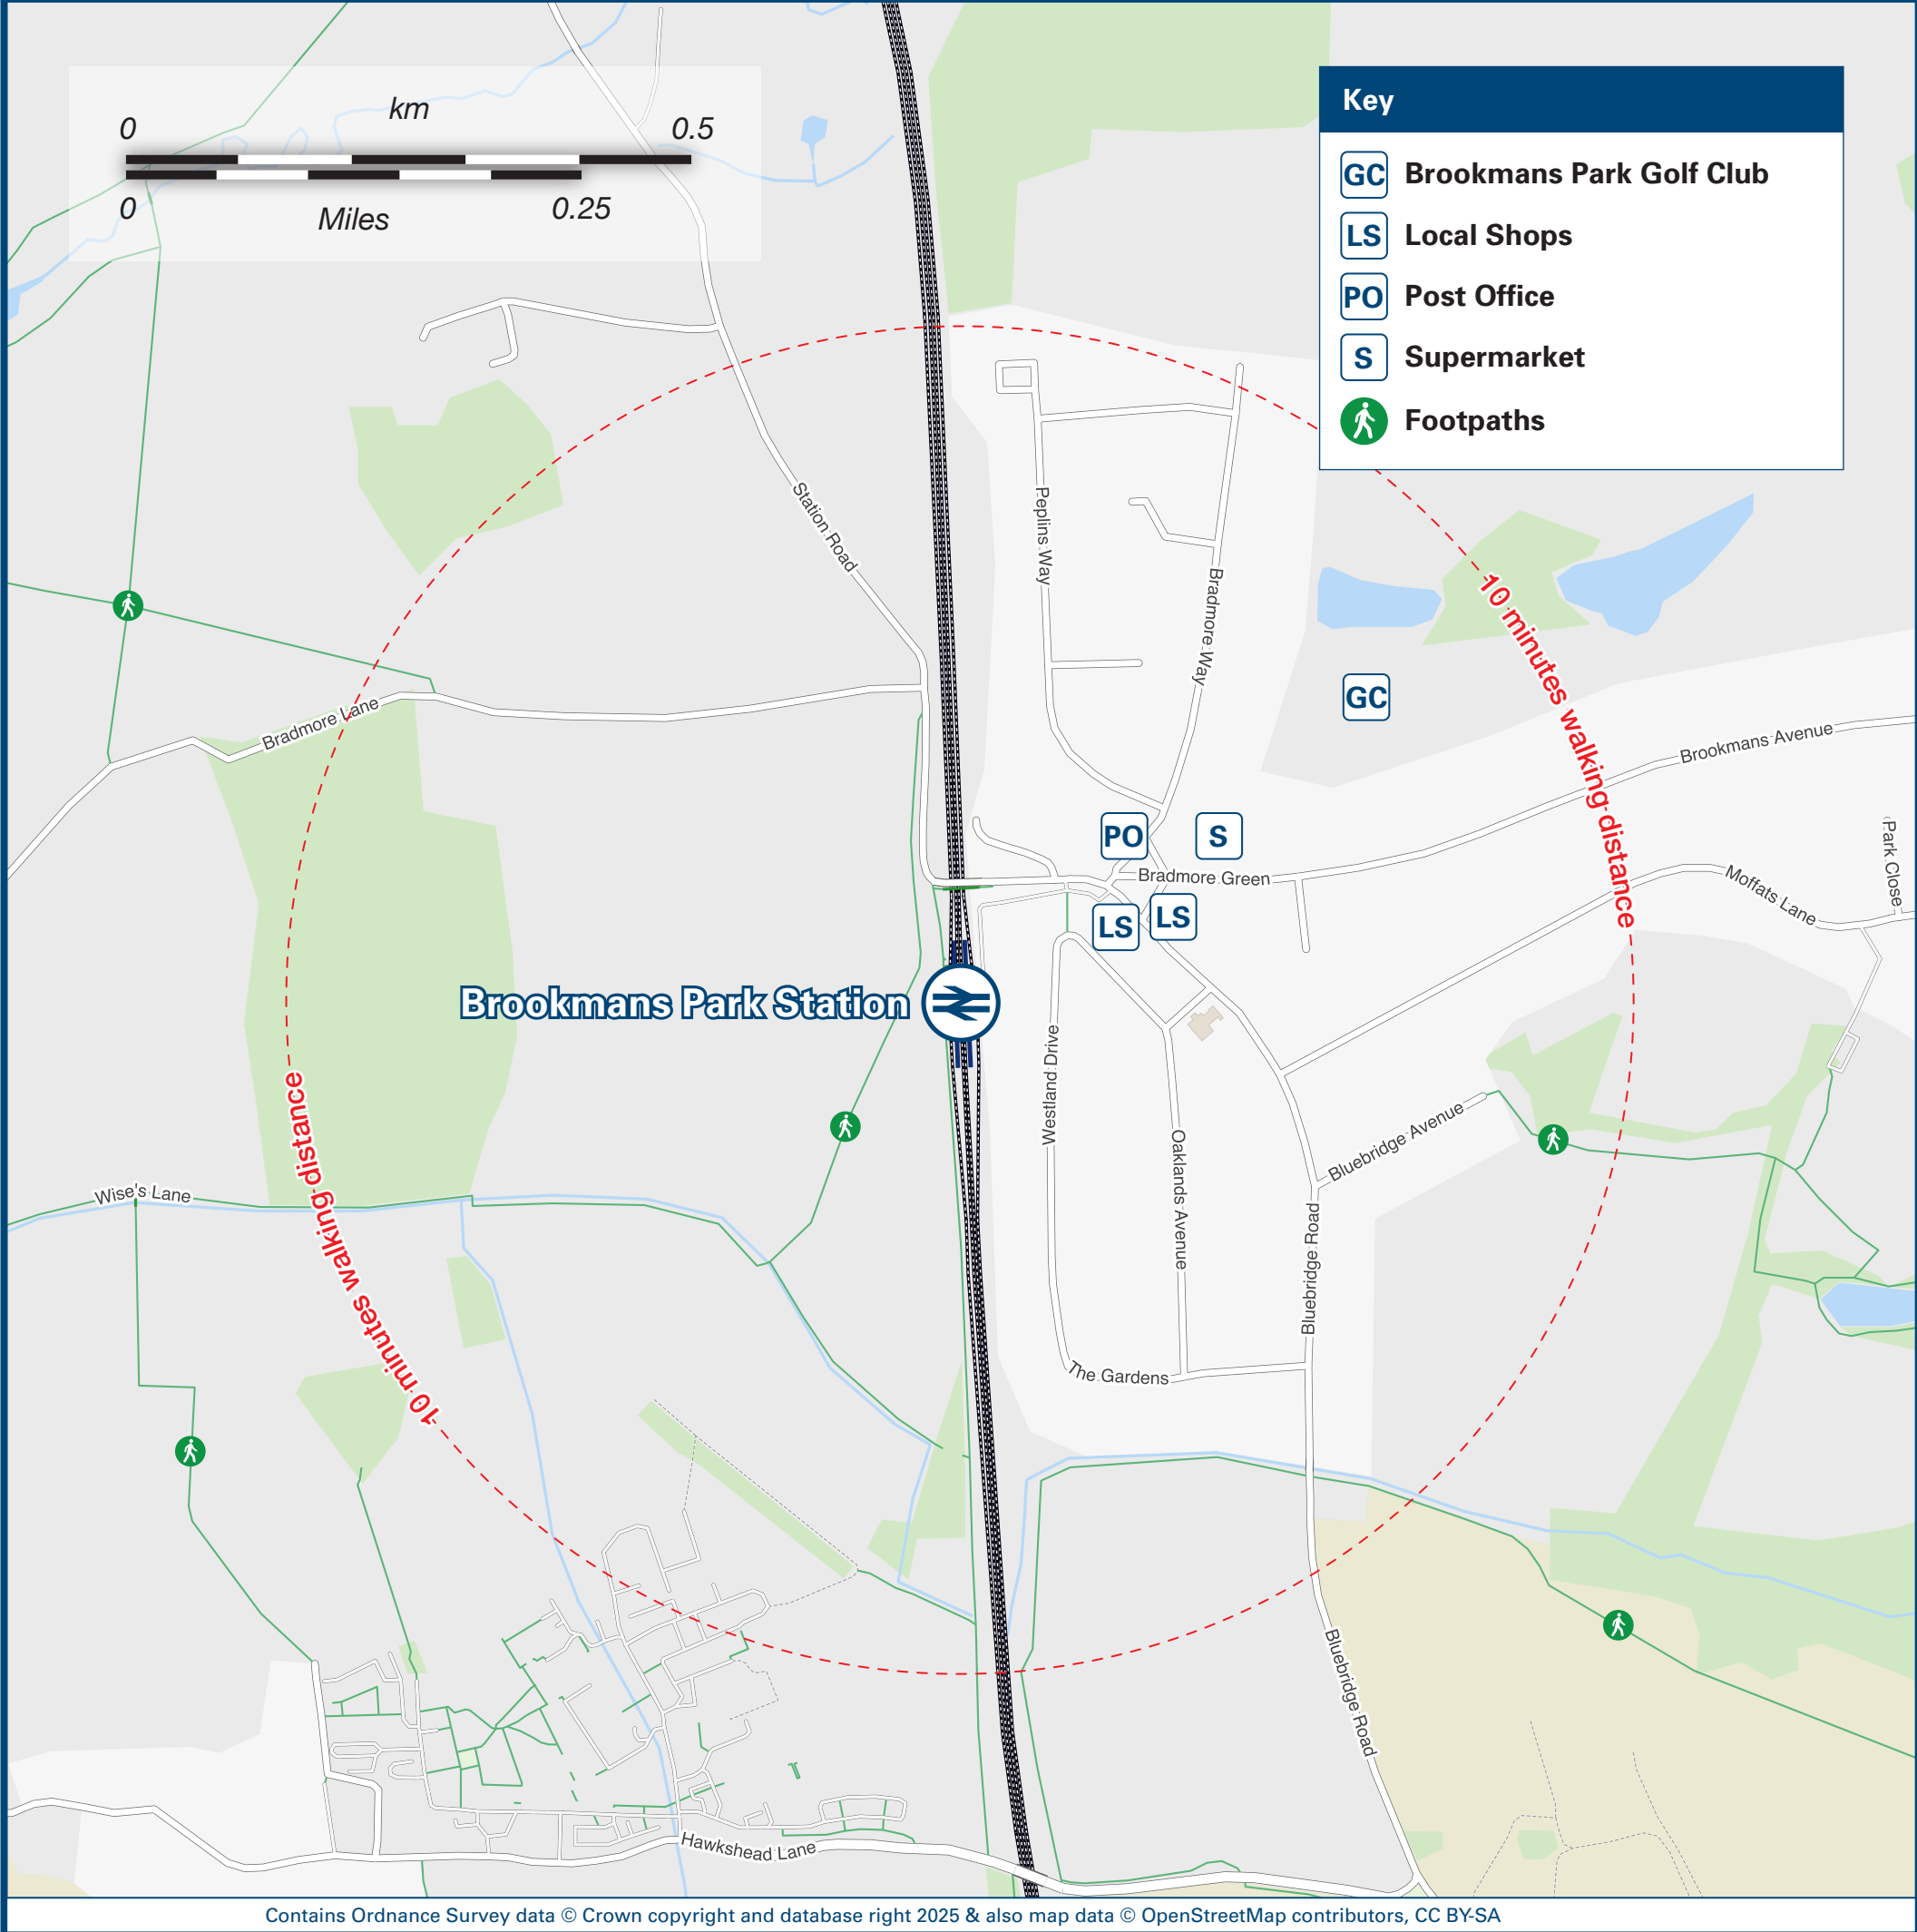 km
0
0.5
0
Miles
0.25
Key
GC Brookmans Park Golf Club
LS Local Shops
PO Post Office
S Supermarket
Footpaths
Station Road
Peplins Way
Bradmore Way
10 minutes walking distance
GC
Bradmore Lane
Brookmans Avenue
Park Close
PO
S
Bradmore Green
Moffats Lane
LS
LS
Brookmans Park Station
Westland Drive
Oaklands Avenue
Bluebridge Avenue
Wise's Lane
10 minutes walking distance
Bluebridge Road
The Gardens
Bluebridge Road
Hawkshead Lane
Contains Ordnance Survey data © Crown copyright and database right 2025 & also map data © OpenStreetMap contributors, CC BY-SA